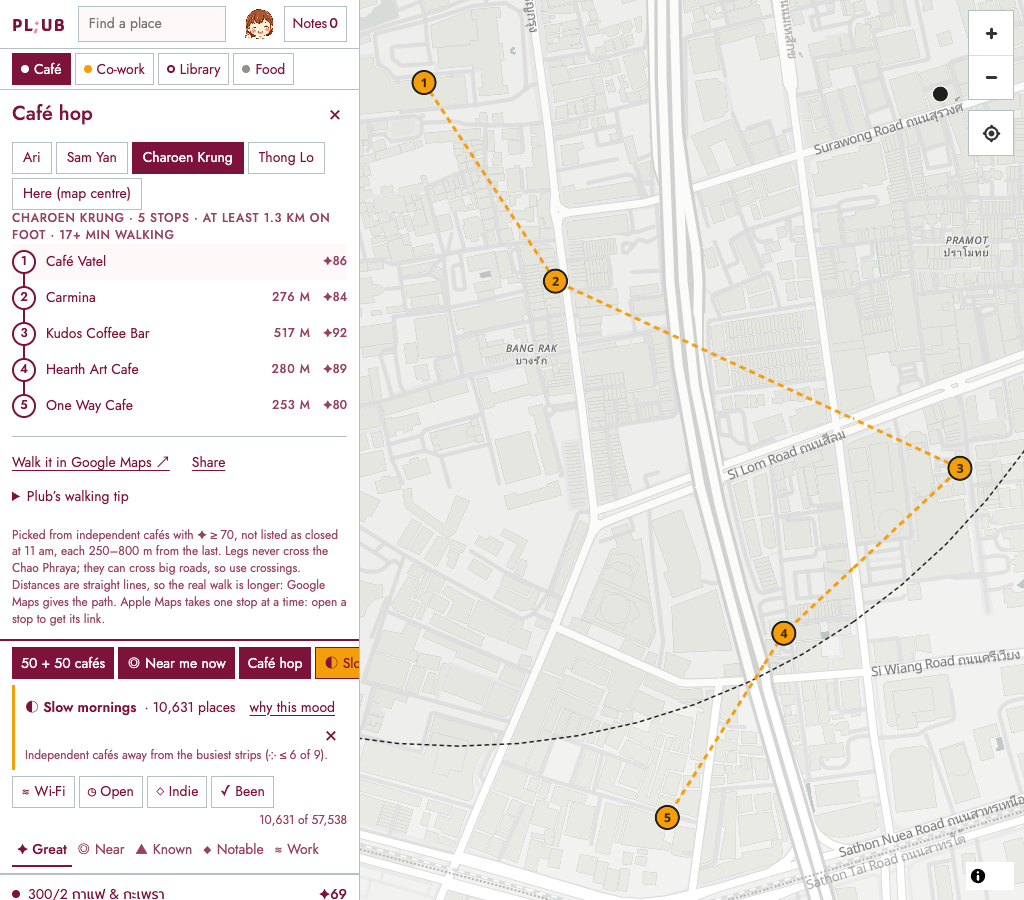 PL:UB
Find a place
Notes 0
Café
Co-work
Library
Food
Café hop
Ari
Sam Yan
Charoen Krung
Thong Lo
Here (map centre)
CHAROEN KRUNG · 5 STOPS · AT LEAST 1.3 KM ON
FOOT · 17+ MIN WALKING
1 Café Vatel ✦86
2 Carmina 276 M ✦84
3 Kudos Coffee Bar 517 M ✦92
4 Hearth Art Cafe 280 M ✦89
5 One Way Cafe 253 M ✦80
Walk it in Google Maps ↗ Share
▶ Plub's walking tip
Picked from independent cafés with ✦ ≥ 70, not listed as closed
at 11 am, each 250–800 m from the last. Legs never cross the
Chao Phraya; they can cross big roads, so use crossings.
Distances are straight lines, so the real walk is longer: Google
Maps gives the path. Apple Maps takes one stop at a time: open a
stop to get its link.
50 + 50 cafés
◎ Near me now
Café hop
◐ Slo
◐ Slow mornings · 10,631 places why this mood
×
Independent cafés away from the busiest strips (·:· ≤ 6 of 9).
≈ Wi-Fi
◷ Open
◇ Indie
✓ Been
10,631 of 57,538
✦ Great ◎ Near ▲ Known ◆ Notable ≈ Work
300/2 กาแฟ & กะเพรา ✦69
1
2
3
4
5
Surawong Road ถนนสุรวงศ์
PRAMOT
ปราโมทย์
BANG RAK
บางรัก
Si Lom Road ถนนสีลม
Si Wiang Road ถนนศรีเวียง
Sathon Nuea Road ถนนสาทรเหนือ
Sathon Tai Road ถนนสาทรใต้
+
−